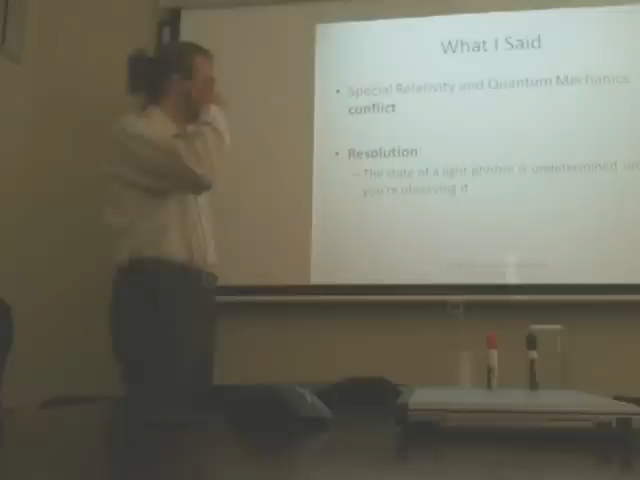 What I Said
• Special Relativity and Quantum Mechanics
conflict
• Resolution
– The state of a light photon is undetermined
you're observing it